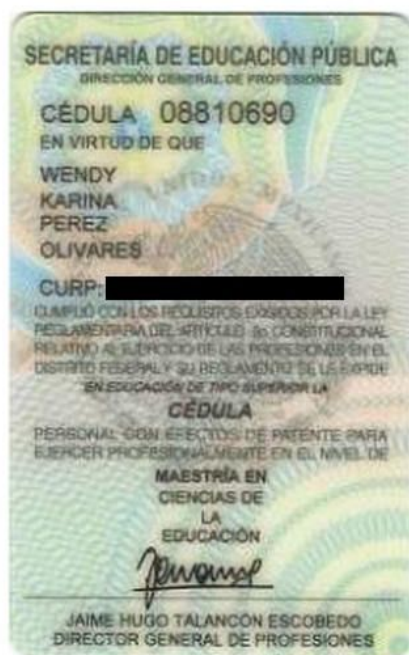 SECRETARÍA DE EDUCACIÓN PÚBLICA
DIRECCIÓN GENERAL DE PROFESIONES
CÉDULA 08810690
EN VIRTUD DE QUE
WENDY
KARINA
PEREZ
OLIVARES
CURP:
CUMPLIÓ CON LOS REQUISITOS EXIGIDOS POR LA LEY
REGLAMENTARIA DEL ARTÍCULO 5o CONSTITUCIONAL
RELATIVO AL EJERCICIO DE LAS PROFESIONES EN EL
DISTRITO FEDERAL Y SU REGLAMENTO SE LE EXPIDE
EN EDUCACIÓN DE TIPO SUPERIOR LA
CÉDULA
PERSONAL CON EFECTOS DE PATENTE PARA
EJERCER PROFESIONALMENTE EN EL NIVEL DE
MAESTRÍA EN
CIENCIAS DE
LA
EDUCACIÓN
JAIME HUGO TALANCÓN ESCOBEDO
DIRECTOR GENERAL DE PROFESIONES